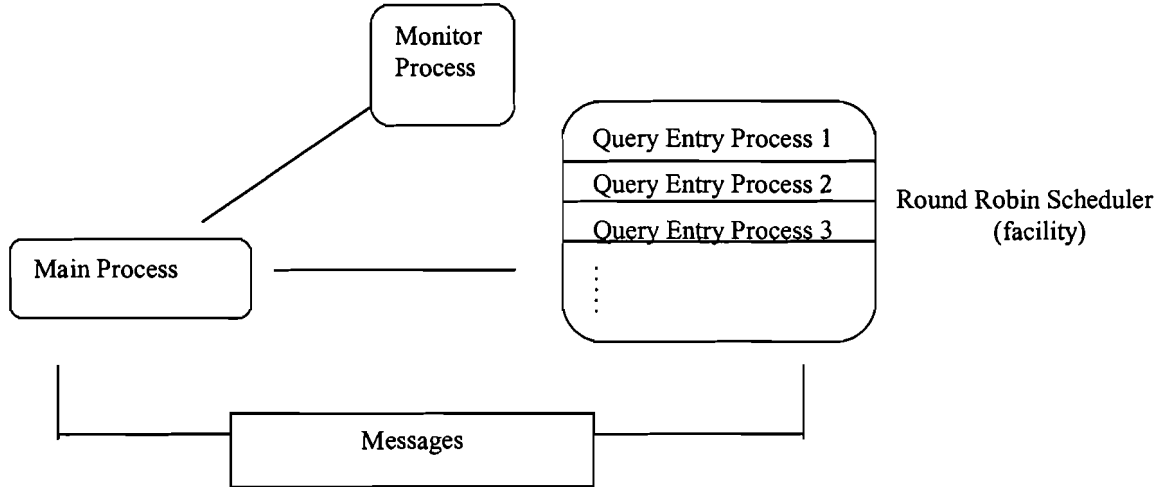 Monitor
Process
Query Entry Process 1
Query Entry Process 2
Query Entry Process 3
Round Robin Scheduler
(facility)
Main Process
Messages